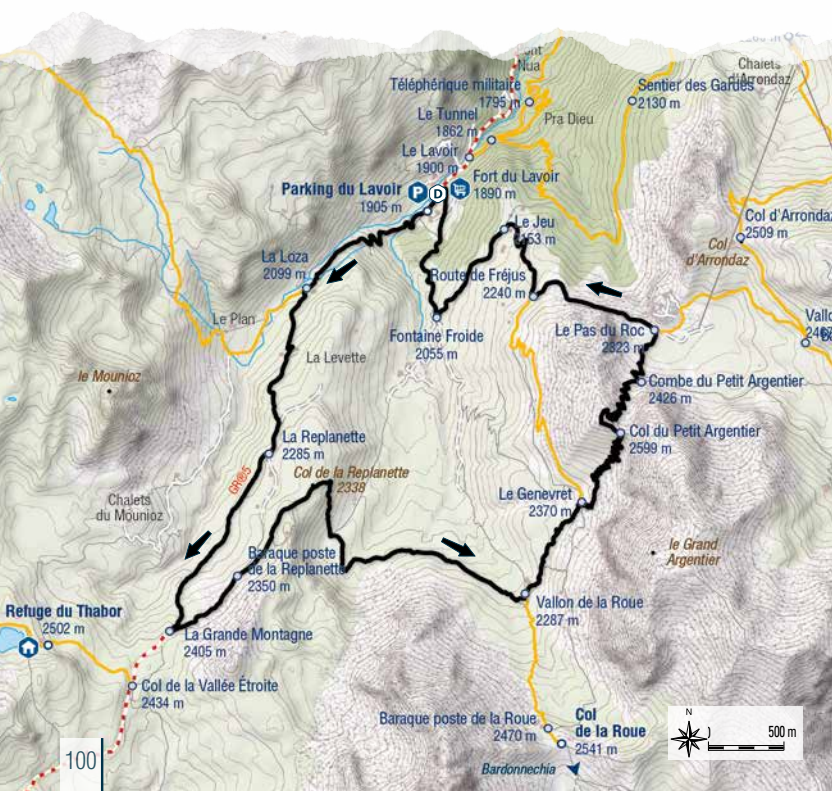 Nua
Chalets
d'Arrondaz
Téléphérique militaire
1795 m
Sentier des Gardes
2130 m
Le Tunnel
1862 m
Pra Dieu
Le Lavoir
1900 m
Fort du Lavoir
1890 m
Parking du Lavoir
1905 m
P
D
Col d'Arrondaz
2509 m
Le Jeu
153 m
Col
d'Arrondaz
La Loza
2099 m
Route de Fréjus
2240 m
Le Plan
Fontaine Froide
2055 m
Le Pas du Roc
2823 m
La Levette
le Mounioz
Combe du Petit Argentier
2426 m
Col du Petit Argentier
2599 m
La Replanette
2285 m
Col de la Replanette
2338
GR®5
Chalets
du Mounioz
Le Genevret
2370 m
le Grand
Argentier
Baraque poste
de la Replanette
2350 m
Refuge du Thabor
2502 m
Vallon de la Roue
2287 m
La Grande Montagne
2405 m
Col de la Vallée Étroite
2434 m
Baraque poste de la Roue
2470 m
Col
de la Roue
2541 m
Bardonnechia
N
500 m
100